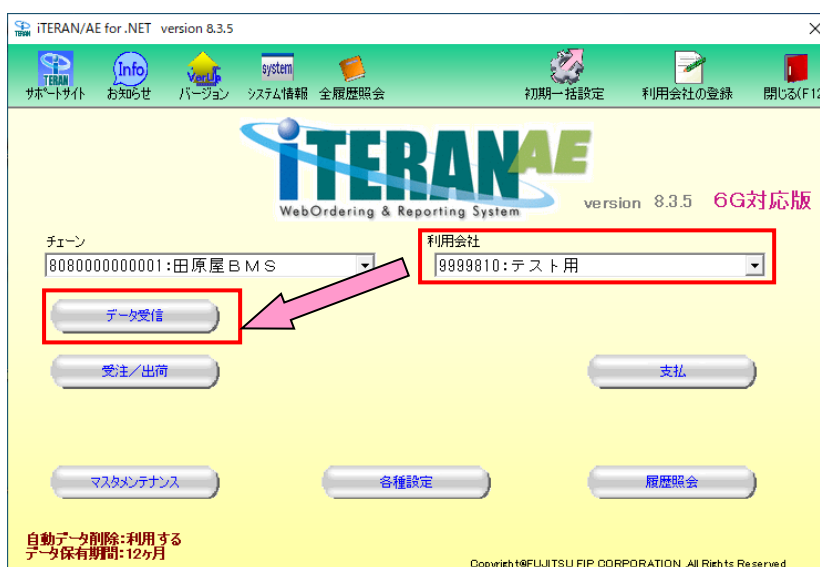 iTERAN/AE for .NET version 8.3.5
TERAN
サポートサイト
Info
お知らせ
VerUp
バージョン
system
システム情報
全履歴照会
初期一括設定
利用会社の登録
閉じる(F12
iTERAN AE
WebOrdering & Reporting System
version 8.3.5 6G対応版
チェーン
利用会社
8080000000001:田原屋BMS
9999810:テスト用
データ受信
受注/出荷
支払
マスタメンテナンス
各種設定
履歴照会
自動データ削除:利用する
データ保有期間:12ヶ月
Copyright@FUJITSU FIP CORPORATION All Rights Reserved